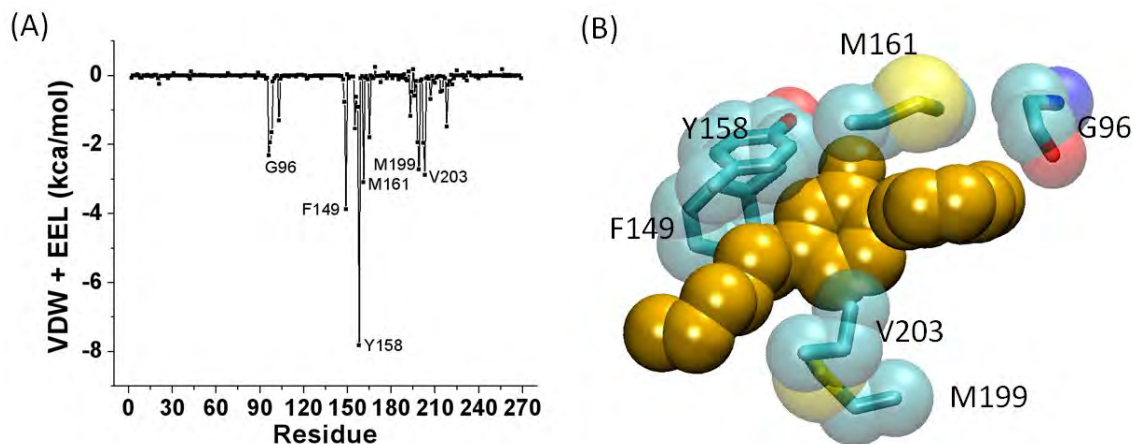 (A)
VDW + EEL (kcal/mol)
0
-2
-4
-6
-8
G96
F149
M199
M161
V203
Y158
0 30 60 90 120 150 180 210 240 270
Residue
(B)
M161
Y158
G96
F149
V203
M199